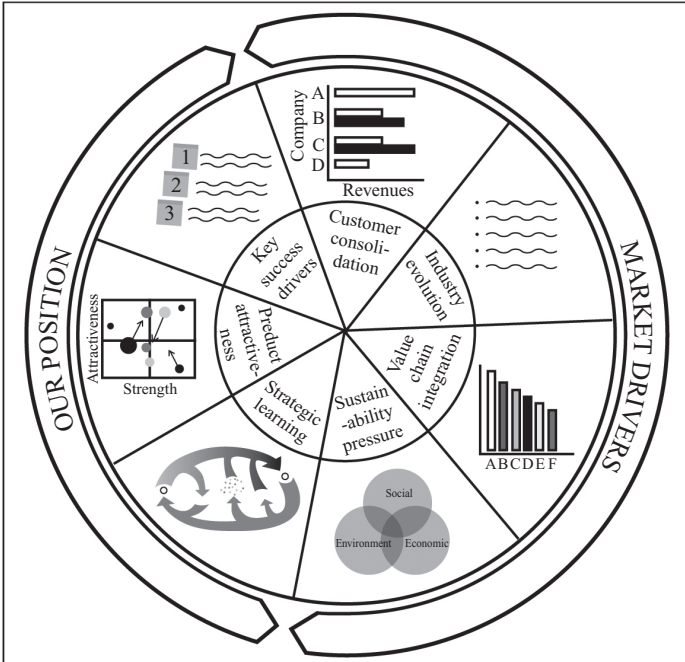 OUR POSITION
MARKET DRIVERS
Company
A
B
C
D
Revenues
Customer
consoli-
dation
Industry
evolution
Value
chain
integration
ABCDEF
Sustain
-ability
pressure
Social
Environment
Economic
Strategic
learning
Preduct
attractive-
ness
Attractiveness
Strength
Key
success
drivers
1
2
3